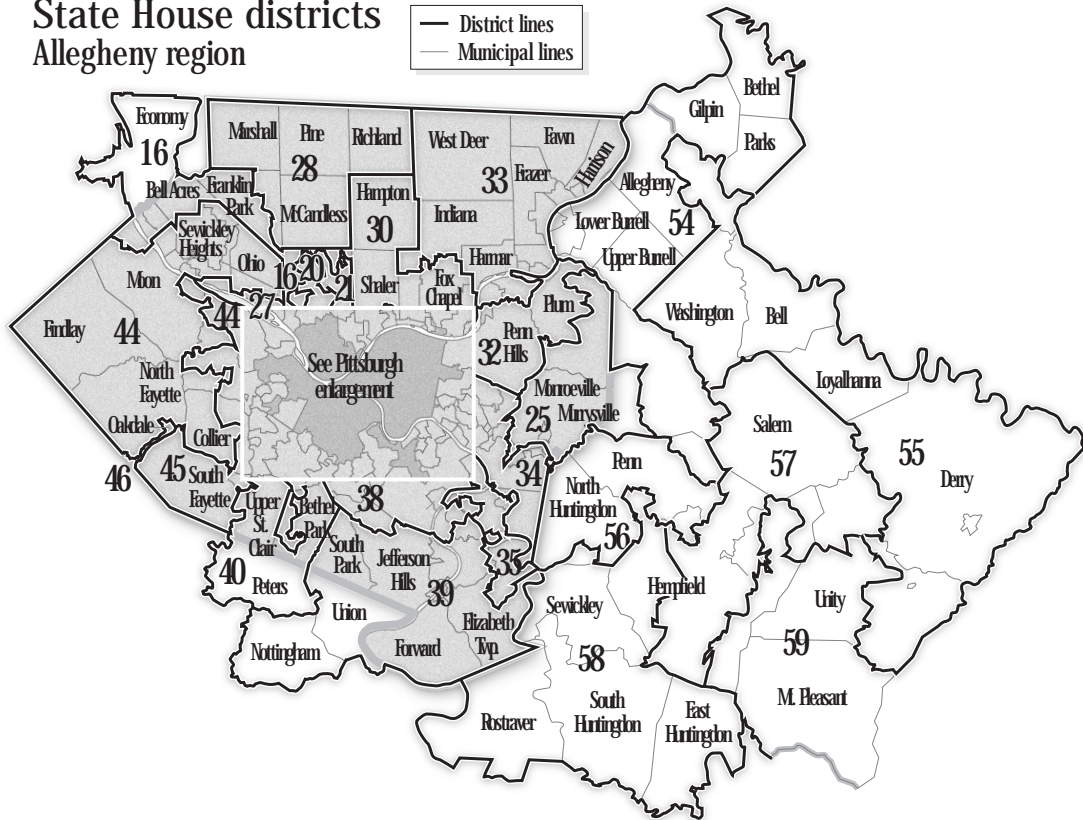 State House districts
Allegheny region
District lines
Municipal lines
Economy
16
Bell Acres
Franklin
Park
Marshall
Pine
Richland
28
McCandless
Hampton
30
West Deer
Fawn
Frazer
Harrison
33
Indiana
Harmar
Gilpin
Bethel
Parks
Allegheny
54
Lower Burrell
Upper Burrell
Sewickley
Heights
Ohio
16
20
21
Shaler
Fox
Chapel
27
Moon
44
Findlay
44
North
Fayette
Oakdale
Collier
46
45
South
Fayette
See Pittsburgh
enlargement
32
Penn
Hills
Plum
Monroeville
Murrysville
25
34
Washington
Bell
Loyalhanna
Salem
57
55
Derry
Penn
North
Huntingdon
56
Upper
St.
Clair
Bethel
Park
38
South
Park
Jefferson
Hills
39
35
40
Peters
Union
Nottingham
Forward
Elizabeth
Twp.
Sewickley
Hempfield
58
South
Huntingdon
Rostraver
East
Huntingdon
Unity
59
Mt. Pleasant